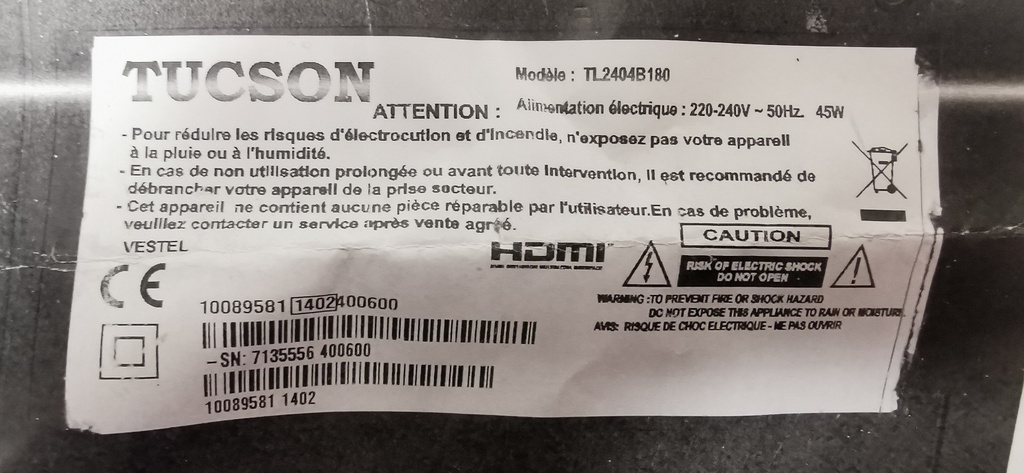 TUCSON
Modèle : TL2404B180
ATTENTION : Alimentation électrique : 220-240V ~ 50Hz. 45W
- Pour réduire les risques d'électrocution et d'incendie, n'exposez pas votre appareil
à la pluie ou à l'humidité.
- En cas de non utilisation prolongée ou avant toute intervention, il est recommandé de
débrancher votre appareil de la prise secteur.
- Cet appareil ne contient aucune pièce réparable par l'utilisateur.En cas de problème,
veuillez contacter un service après vente agréé.
VESTEL
CE
HDMI
HIGH DEFINITION MULTIMEDIA INTERFACE
CAUTION
RISK OF ELECTRIC SHOCK
DO NOT OPEN
WARNING :TO PREVENT FIRE OR SHOCK HAZARD
DO NOT EXPOSE THIS APPLIANCE TO RAIN OR MOISTURE
AVIS: RISQUE DE CHOC ELECTRIQUE - NE PAS OUVRIR
10089581 1402 400600
-SN: 7135556 400600
10089581 1402